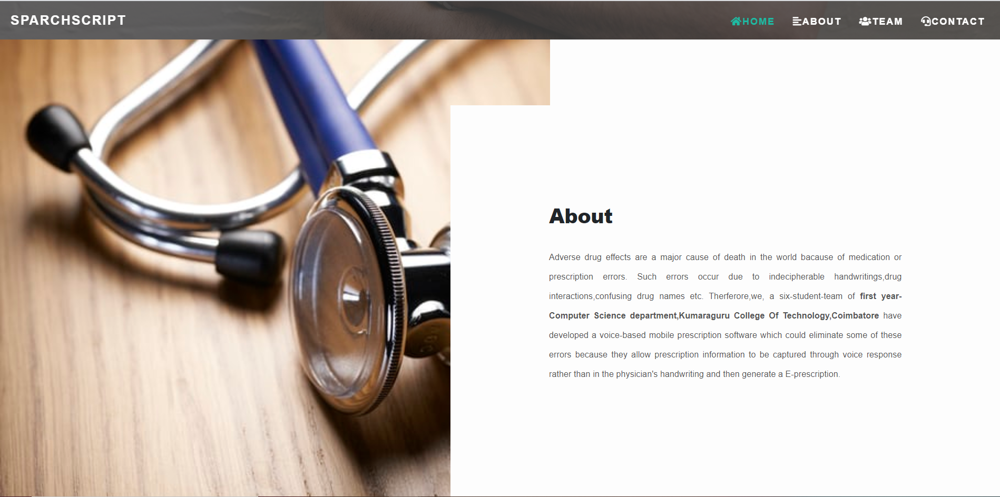 SPARCHSCRIPT
HOME ABOUT TEAM CONTACT
About
Adverse drug effects are a major cause of death in the world bacause of medication or
prescription errors. Such errors occur due to indecipherable handwritings,drug
interactions,confusing drug names etc. Therferore,we, a six-student-team of first year-
Computer Science department,Kumaraguru College Of Technology,Coimbatore have
developed a voice-based mobile prescription software which could eliminate some of these
errors because they allow prescription information to be captured through voice response
rather than in the physician's handwriting and then generate a E-prescription.